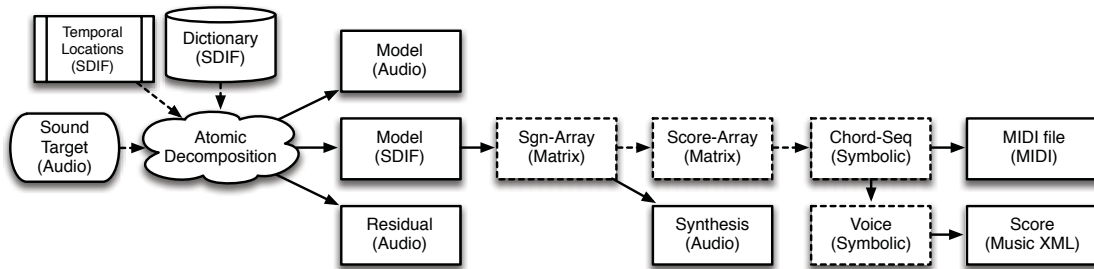 Temporal
Locations
(SDIF)
Dictionary
(SDIF)
Model
(Audio)
Sound
Target
(Audio)
Atomic
Decomposition
Model
(SDIF)
Sgn-Array
(Matrix)
Score-Array
(Matrix)
Chord-Seq
(Symbolic)
MIDI file
(MIDI)
Residual
(Audio)
Synthesis
(Audio)
Voice
(Symbolic)
Score
(Music XML)